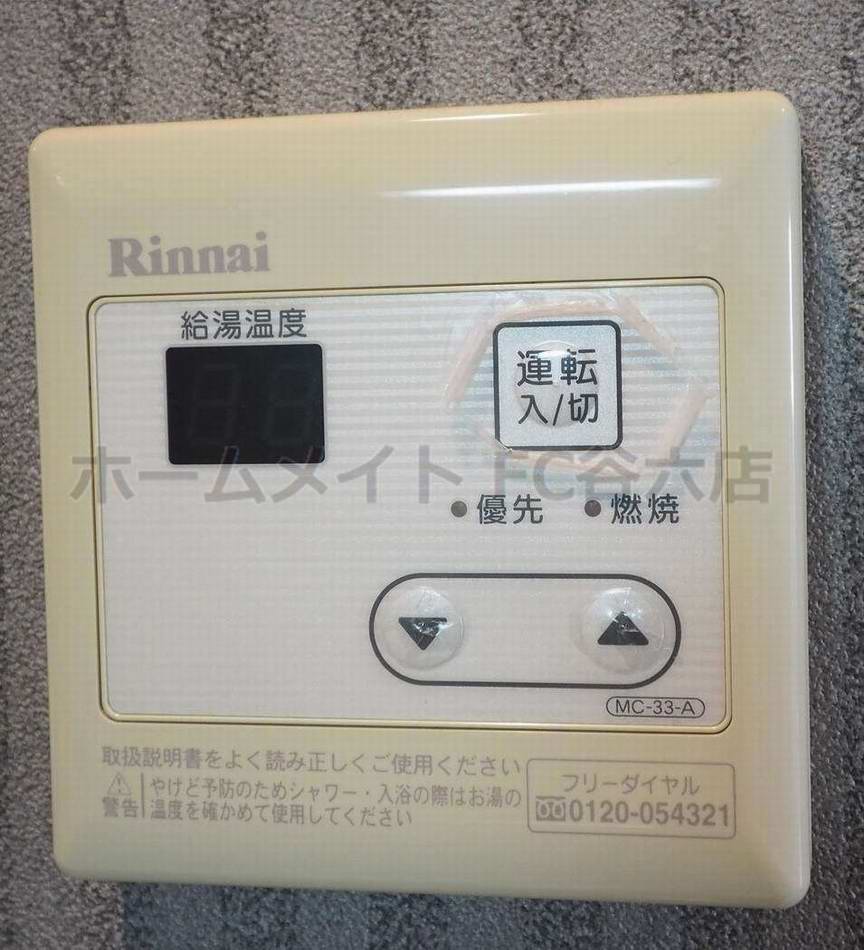 Rinnai
給湯温度
運転
入/切
ホームメイト FC谷六店
優先
燃焼
MC-33-A
取扱説明書をよく読み正しくご使用ください
警告
やけど予防のためシャワー・入浴の際はお湯の
温度を確かめて使用してください
フリーダイヤル
0120-054321